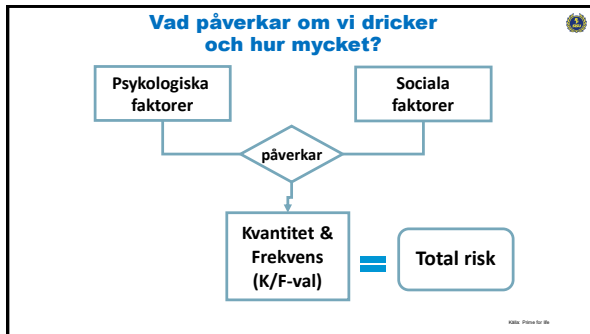 Vad påverkar om vi dricker
och hur mycket?
Psykologiska
faktorer
Sociala
faktorer
påverkar
Kvantitet &
Frekvens
(K/F-val)
Total risk
Källa: Prime for life